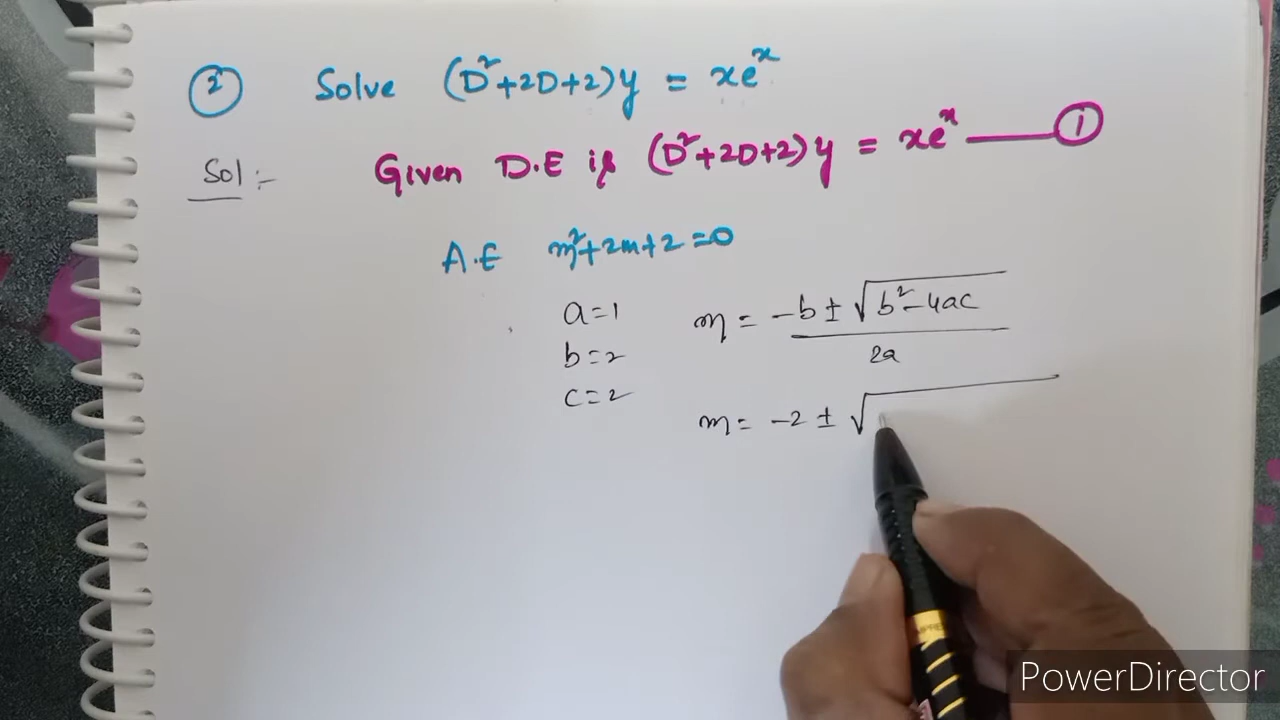 ② Solve (D²+2D+2)y = xeˣ
Sol:- Given D.E is (D²+2D+2)y = xeˣ —— ①
A.E m²+2m+2=0
a=1
b=2
c=2
m = -b ± √b²-4ac
2a
m = -2 ± √
PowerDirector